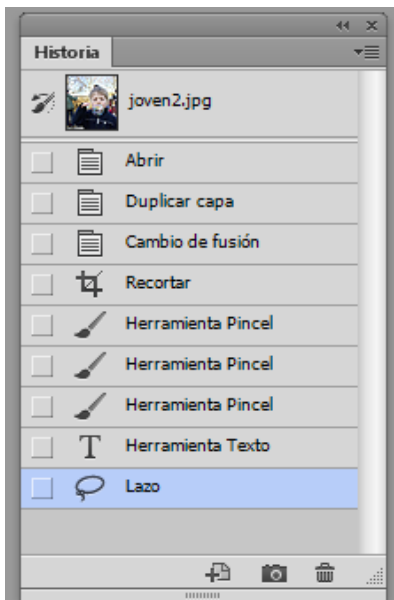 Historia
joven2.jpg
Abrir
Duplicar capa
Cambio de fusión
Recortar
Herramienta Pincel
Herramienta Pincel
Herramienta Pincel
Herramienta Texto
Lazo